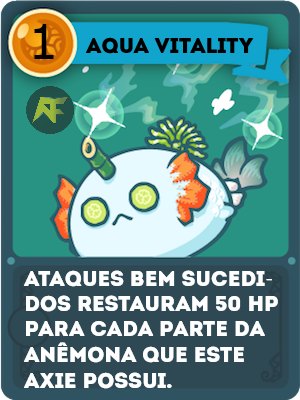 1 AQUA VITALITY
AF
ATAQUES BEM SUCEDI-
DOS RESTAURAM 50 HP
PARA CADA PARTE DA
ANÊMONA QUE ESTE
AXIE POSSUI.